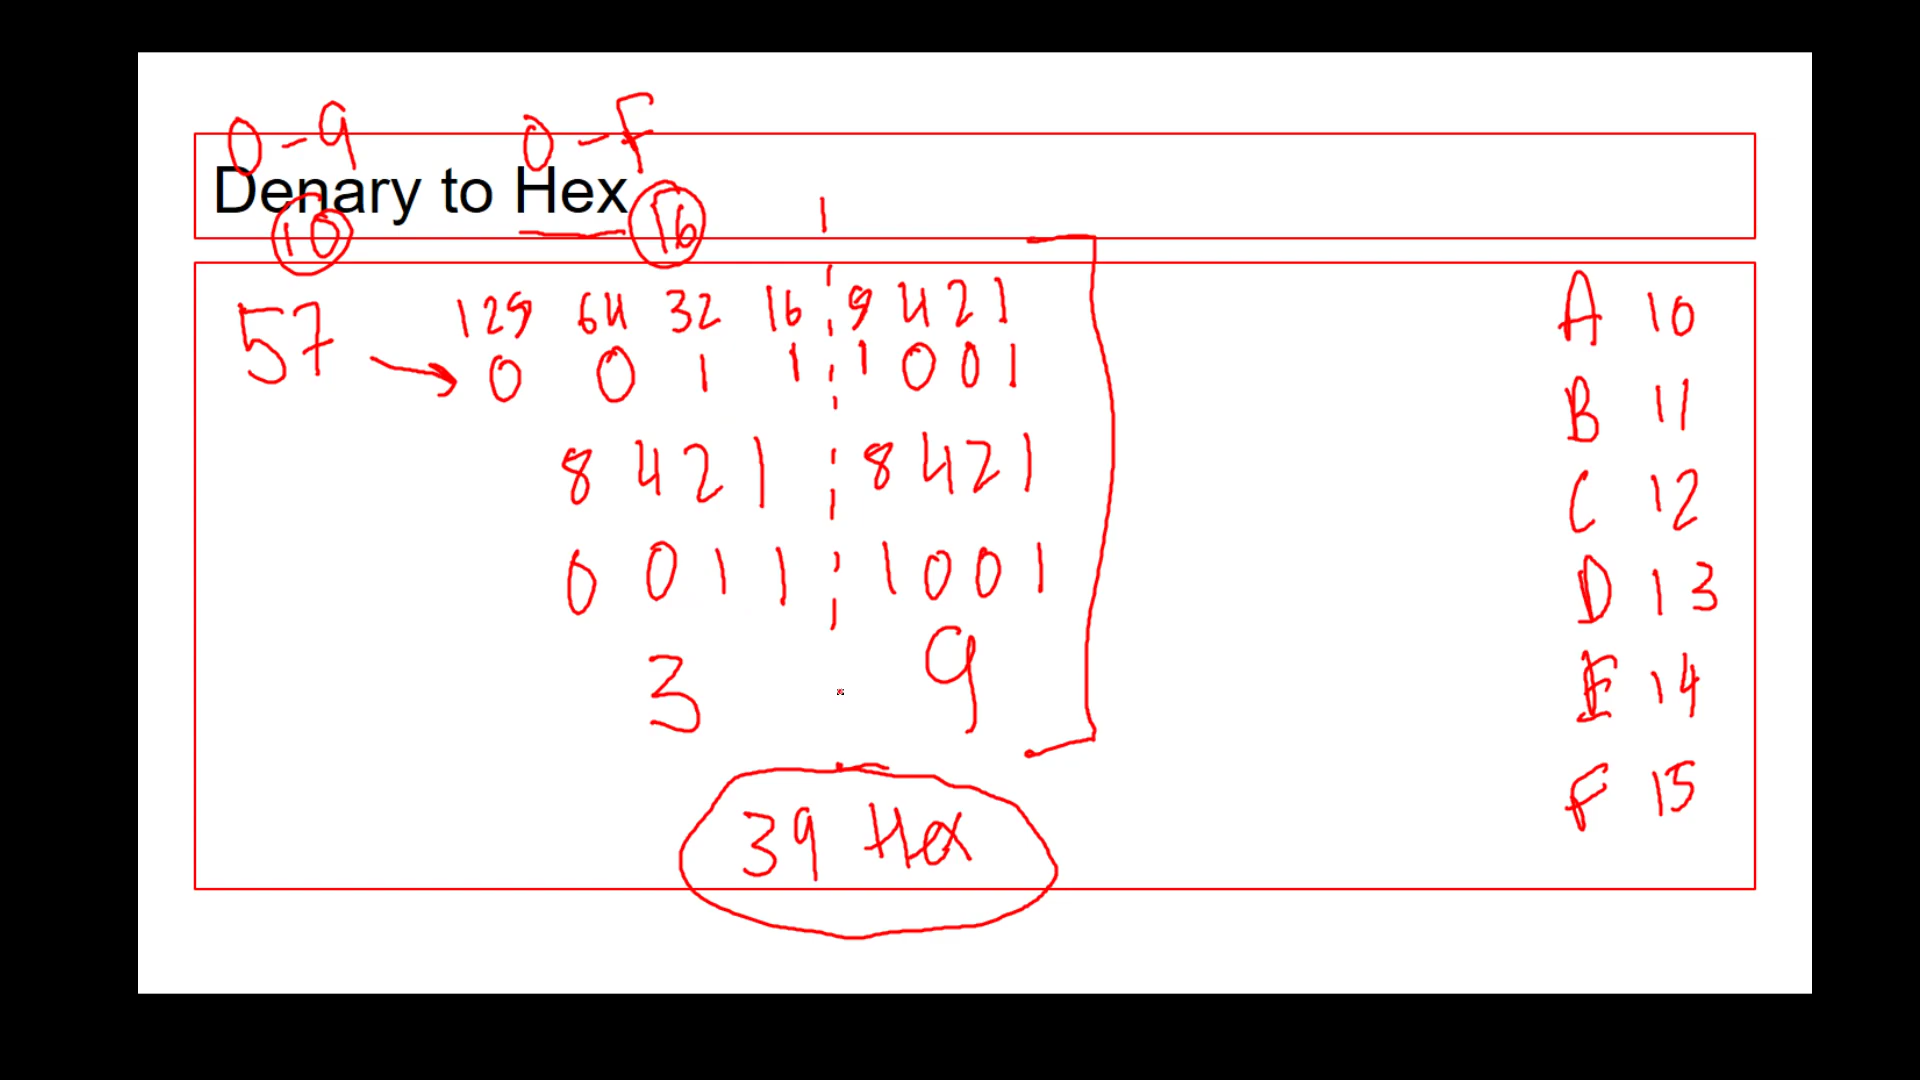 0 - 9 0 - F
Denary to Hex
10 16 1
57 128 64 32 16 8 4 2 1
0 0 1 1 1 0 0 1
8 4 2 1 8 4 2 1
0 0 1 1 1 0 0 1
3 9
39 Hex
A 10
B 11
C 12
D 13
E 14
F 15